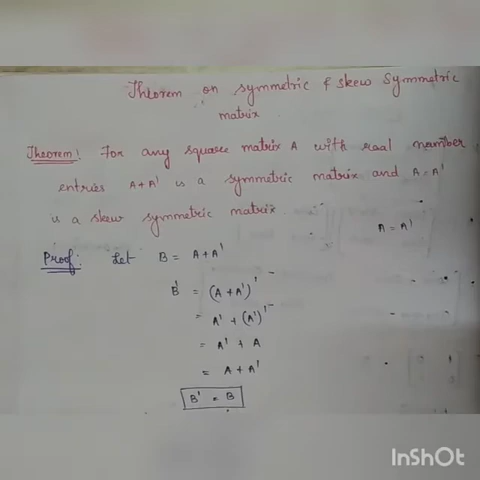 Theorem on symmetric & skew symmetric
matrix.
Theorem: For any square matrix A with real number
entries A+A' is a symmetric matrix and A-A'
is a skew symmetric matrix.
A = A'
Proof: Let B = A+A'
B' = (A+A')'
= A' + (A')'
= A' + A
= A + A'
B' = B
InShOt